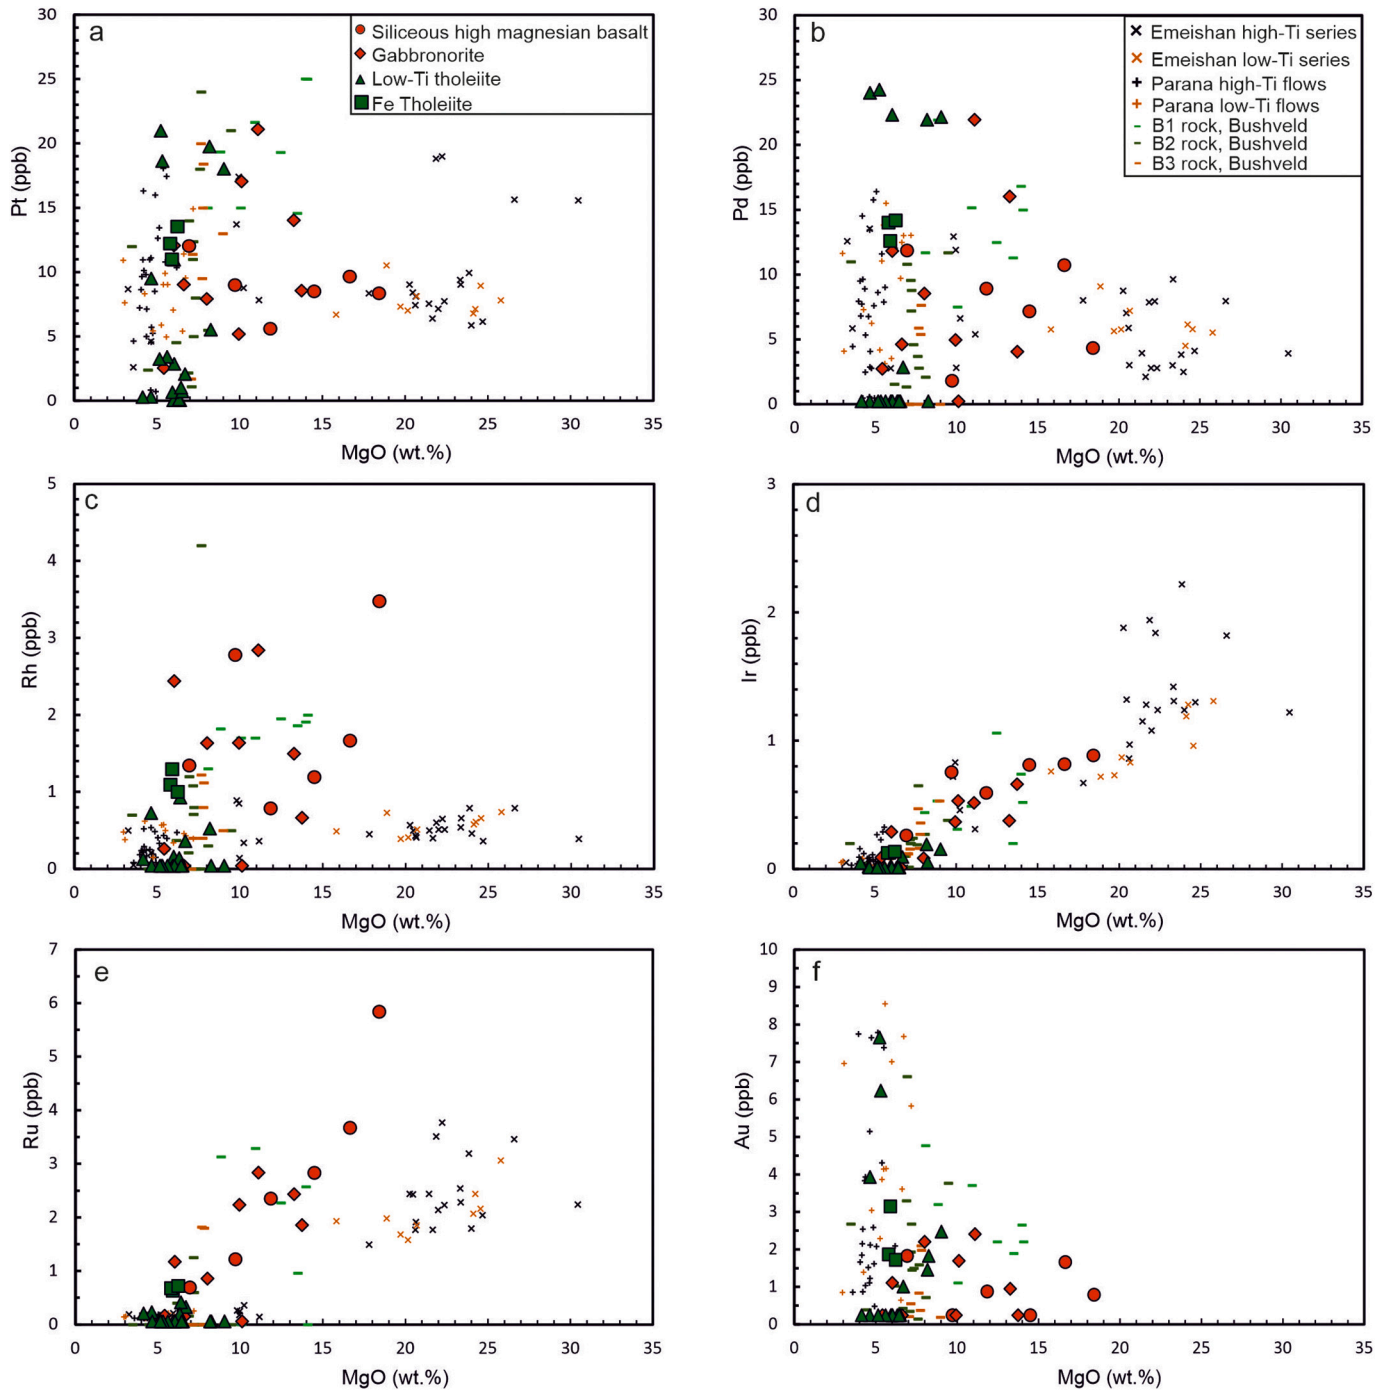 a
Siliceous high magnesian basalt
Gabbronorite
Low-Ti tholeiite
Fe Tholeiite
30
25
20
15
10
5
0
Pt (ppb)
0 5 10 15 20 25 30 35
MgO (wt.%)
b
Emeishan high-Ti series
Emeishan low-Ti series
Parana high-Ti flows
Parana low-Ti flows
B1 rock, Bushveld
B2 rock, Bushveld
B3 rock, Bushveld
30
25
20
15
10
5
0
Pd (ppb)
0 5 10 15 20 25 30 35
MgO (wt.%)
c
5
4
3
2
1
0
Rh (ppb)
0 5 10 15 20 25 30 35
MgO (wt.%)
d
3
2
1
0
Ir (ppb)
0 5 10 15 20 25 30 35
MgO (wt.%)
e
7
6
5
4
3
2
1
0
Ru (ppb)
0 5 10 15 20 25 30 35
MgO (wt.%)
f
10
9
8
7
6
5
4
3
2
1
0
Au (ppb)
0 5 10 15 20 25 30 35
MgO (wt.%)